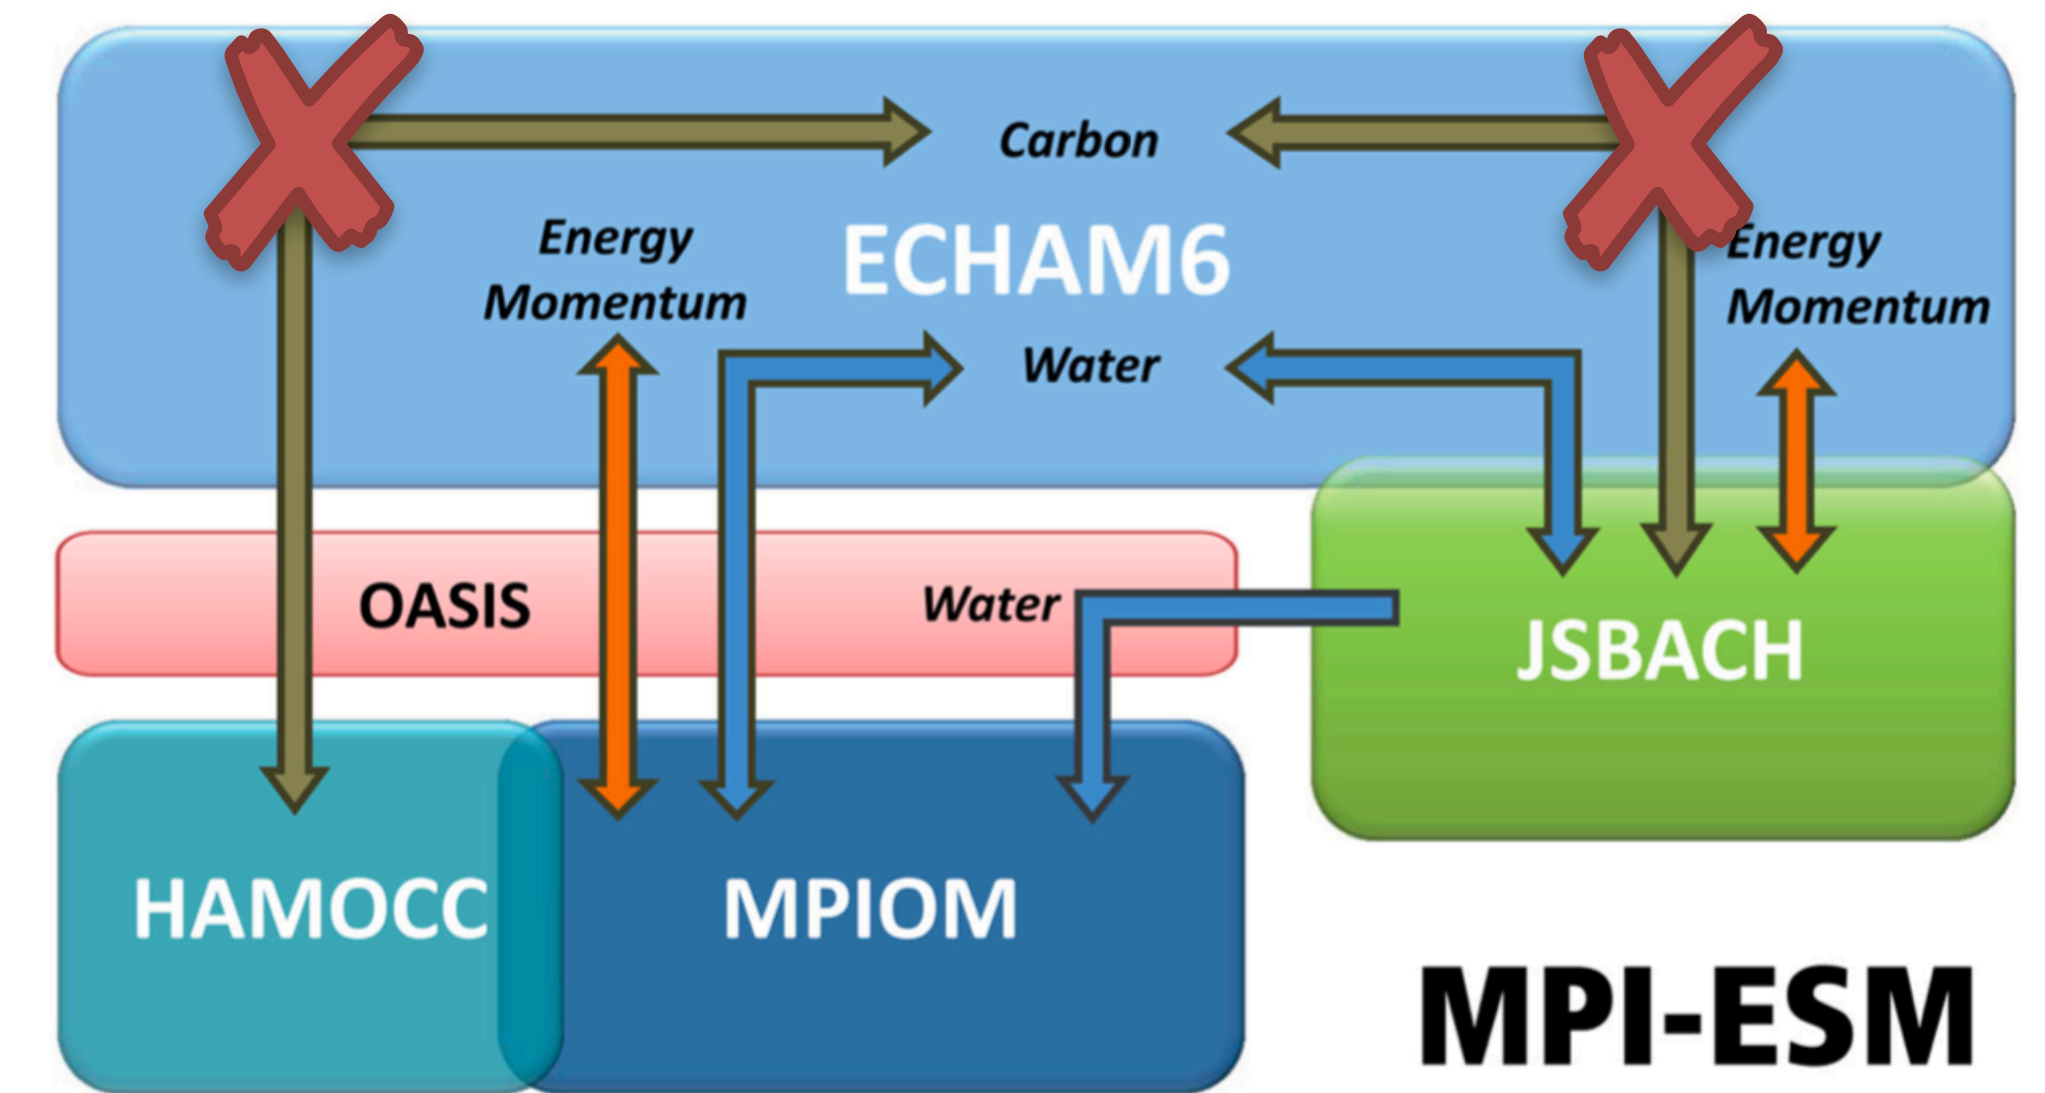 Carbon
Energy
Momentum
ECHAM6
Energy
Momentum
Water
OASIS
Water
JSBACH
HAMOCC
MPIOM
MPI-ESM